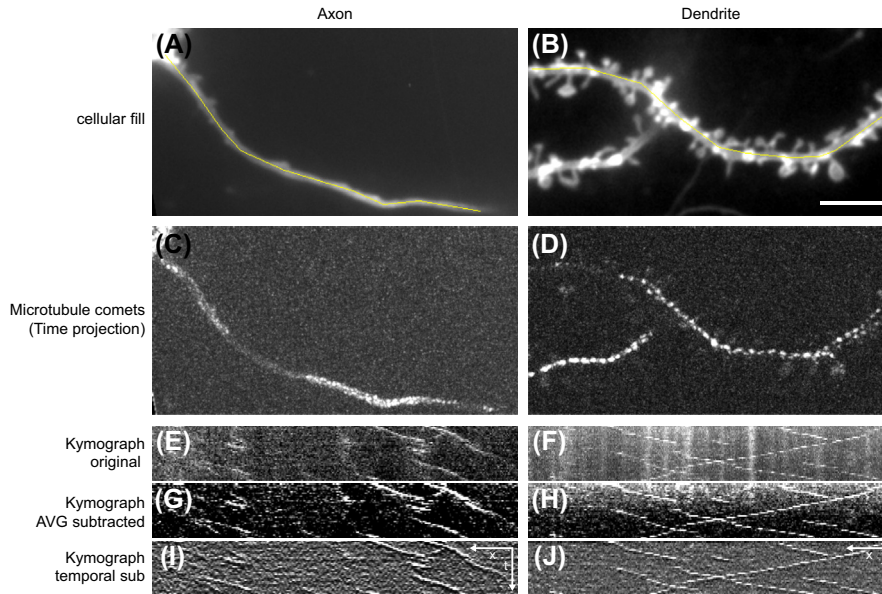 Axon
Dendrite
(A)
(B)
cellular fill
(C)
(D)
Microtubule comets
(Time projection)
(E)
(F)
Kymograph
original
(G)
(H)
Kymograph
AVG subtracted
(I)
(J)
Kymograph
temporal sub
x
t
x